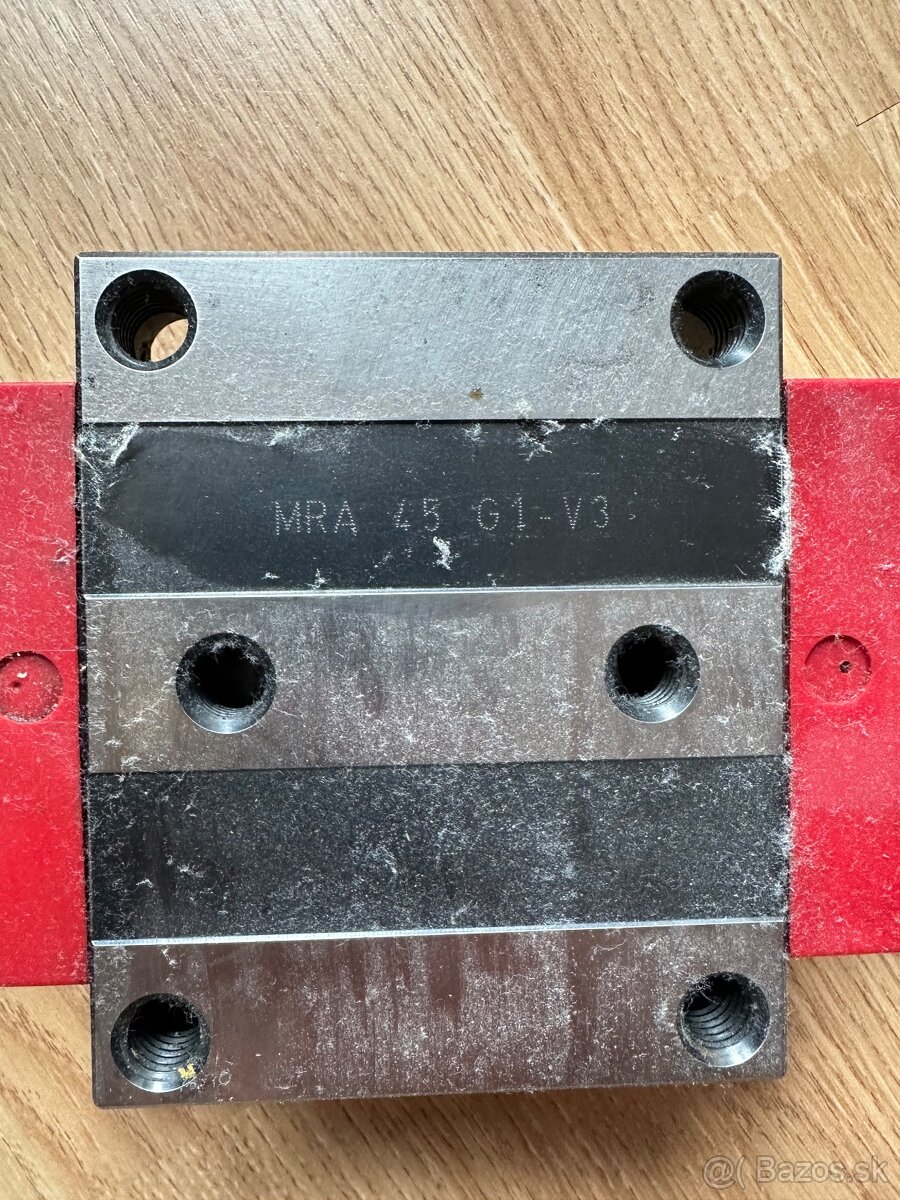 MRA 45 G1-V3
@( Bazos.sk